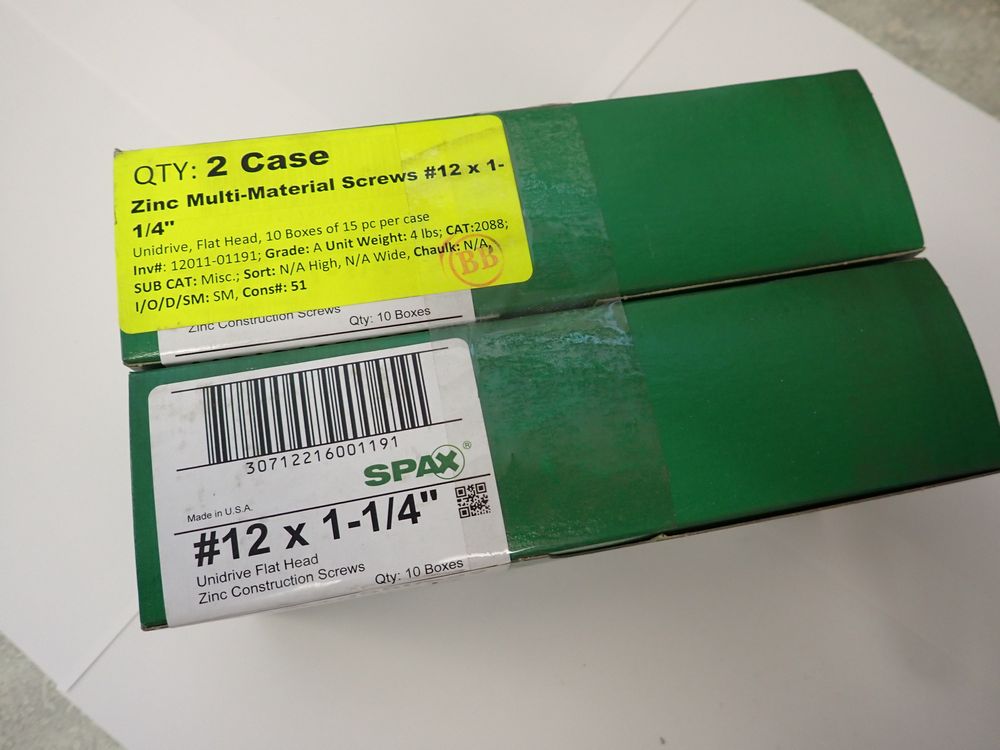 QTY: 2 Case
Zinc Multi-Material Screws #12 x 1-
1/4"
Unidrive, Flat Head, 10 Boxes of 15 pc per case
Inv#: 12011-01191; Grade: A Unit Weight: 4 lbs; CAT:2088;
SUB CAT: Misc.; Sort: N/A High, N/A Wide, Chaulk: N/A,
I/O/D/SM: SM, Cons#: 51
BB
Zinc Construction Screws Qty: 10 Boxes
30712216001191
SPAX®
Made in U.S.A.
#12 x 1-1/4"
Unidrive Flat Head
Zinc Construction Screws Qty: 10 Boxes